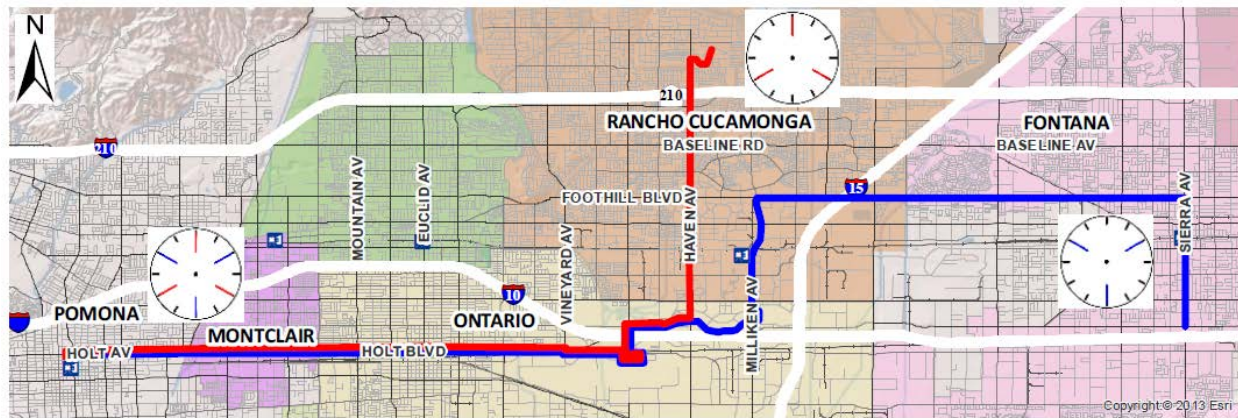 N
210
RANCHO CUCAMONGA
FONTANA
210
BASELINE RD
BASELINE AV
15
MOUNTAIN AV
EUCLID AV
FOOTHILL BLVD
HAVEN AV
SIERRA AV
VINEYARD AV
MILLIKEN AV
10
POMONA
ONTARIO
MONTCLAIR
HOLT AV
HOLT BLVD
Copyright © 2013 Esri